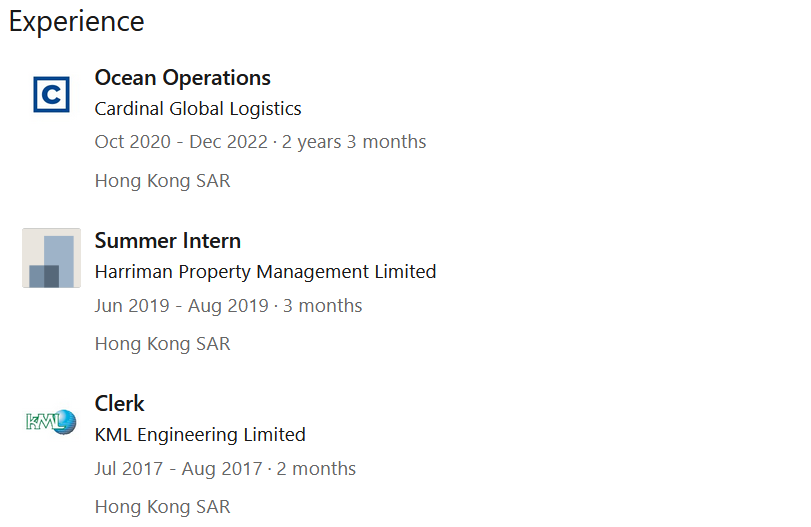 Experience
C
Ocean Operations
Cardinal Global Logistics
Oct 2020 - Dec 2022 · 2 years 3 months
Hong Kong SAR
Summer Intern
Harriman Property Management Limited
Jun 2019 - Aug 2019 · 3 months
Hong Kong SAR
Clerk
KML
KML Engineering Limited
Jul 2017 - Aug 2017 · 2 months
Hong Kong SAR